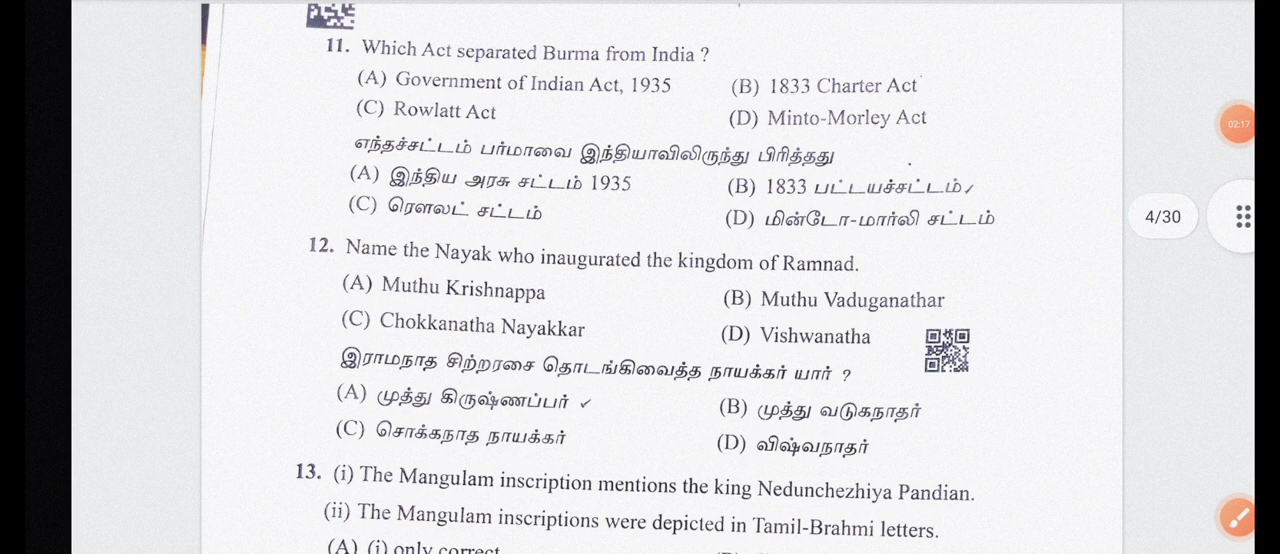 11. Which Act separated Burma from India ?
(A) Government of Indian Act, 1935 (B) 1833 Charter Act
(C) Rowlatt Act (D) Minto-Morley Act
எந்தச்சட்டம் பர்மாவை இந்தியாவிலிருந்து பிரித்தது
(A) இந்திய அரசு சட்டம் 1935 (B) 1833 பட்டயச்சட்டம்
(C) ரௌலட் சட்டம் (D) மின்டோ-மார்லி சட்டம்
12. Name the Nayak who inaugurated the kingdom of Ramnad.
(A) Muthu Krishnappa (B) Muthu Vaduganathar
(C) Chokkanatha Nayakkar (D) Vishwanatha
இராமநாத சிற்றரசை தொடங்கிவைத்த நாயக்கர் யார் ?
(A) முத்து கிருஷ்ணப்பர் ✓ (B) முத்து வடுகநாதர்
(C) சொக்கநாத நாயக்கர் (D) விஷ்வநாதர்
13. (i) The Mangulam inscription mentions the king Nedunchezhiya Pandian.
(ii) The Mangulam inscriptions were depicted in Tamil-Brahmi letters.
(A) (i) only correct
02:17
4/30